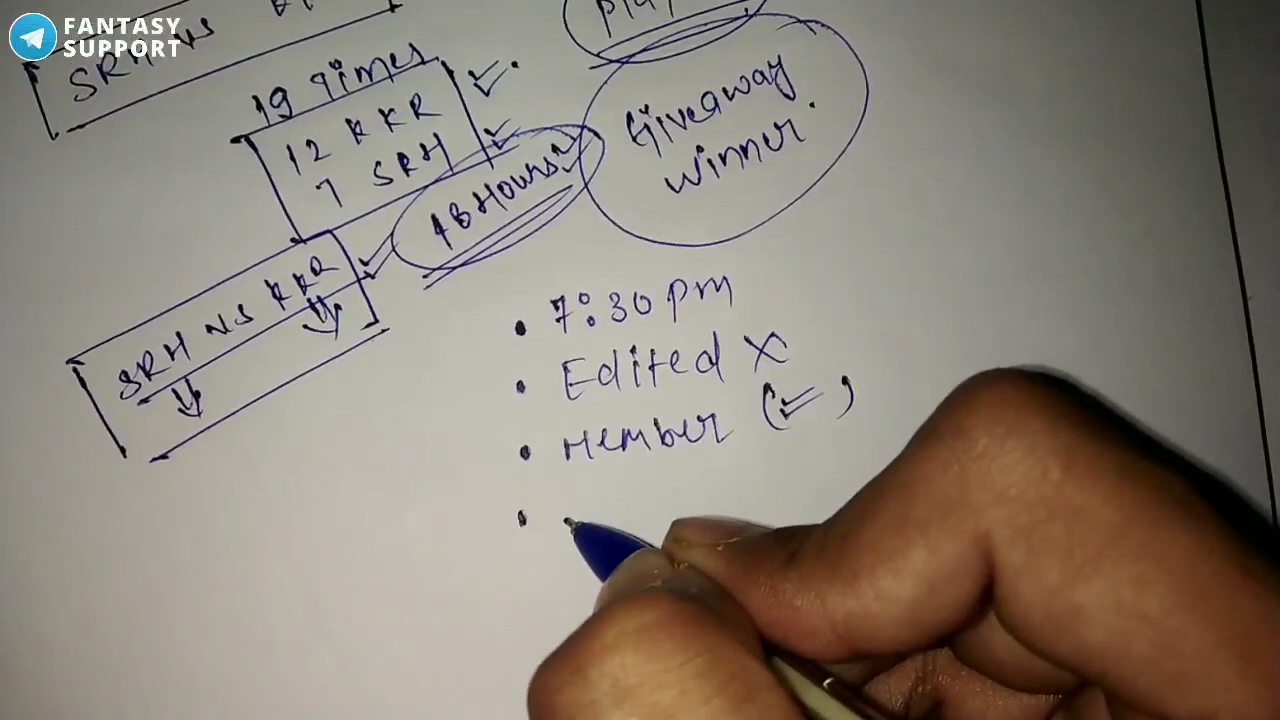 FANTASY
SUPPORT
SRH VS
19 Times
12 KKR
7 SRH
48 Hours
Giveaway
Winner.
SRH VS KKR
• 7:30 pm
• Edited X
• Member (✓)
•